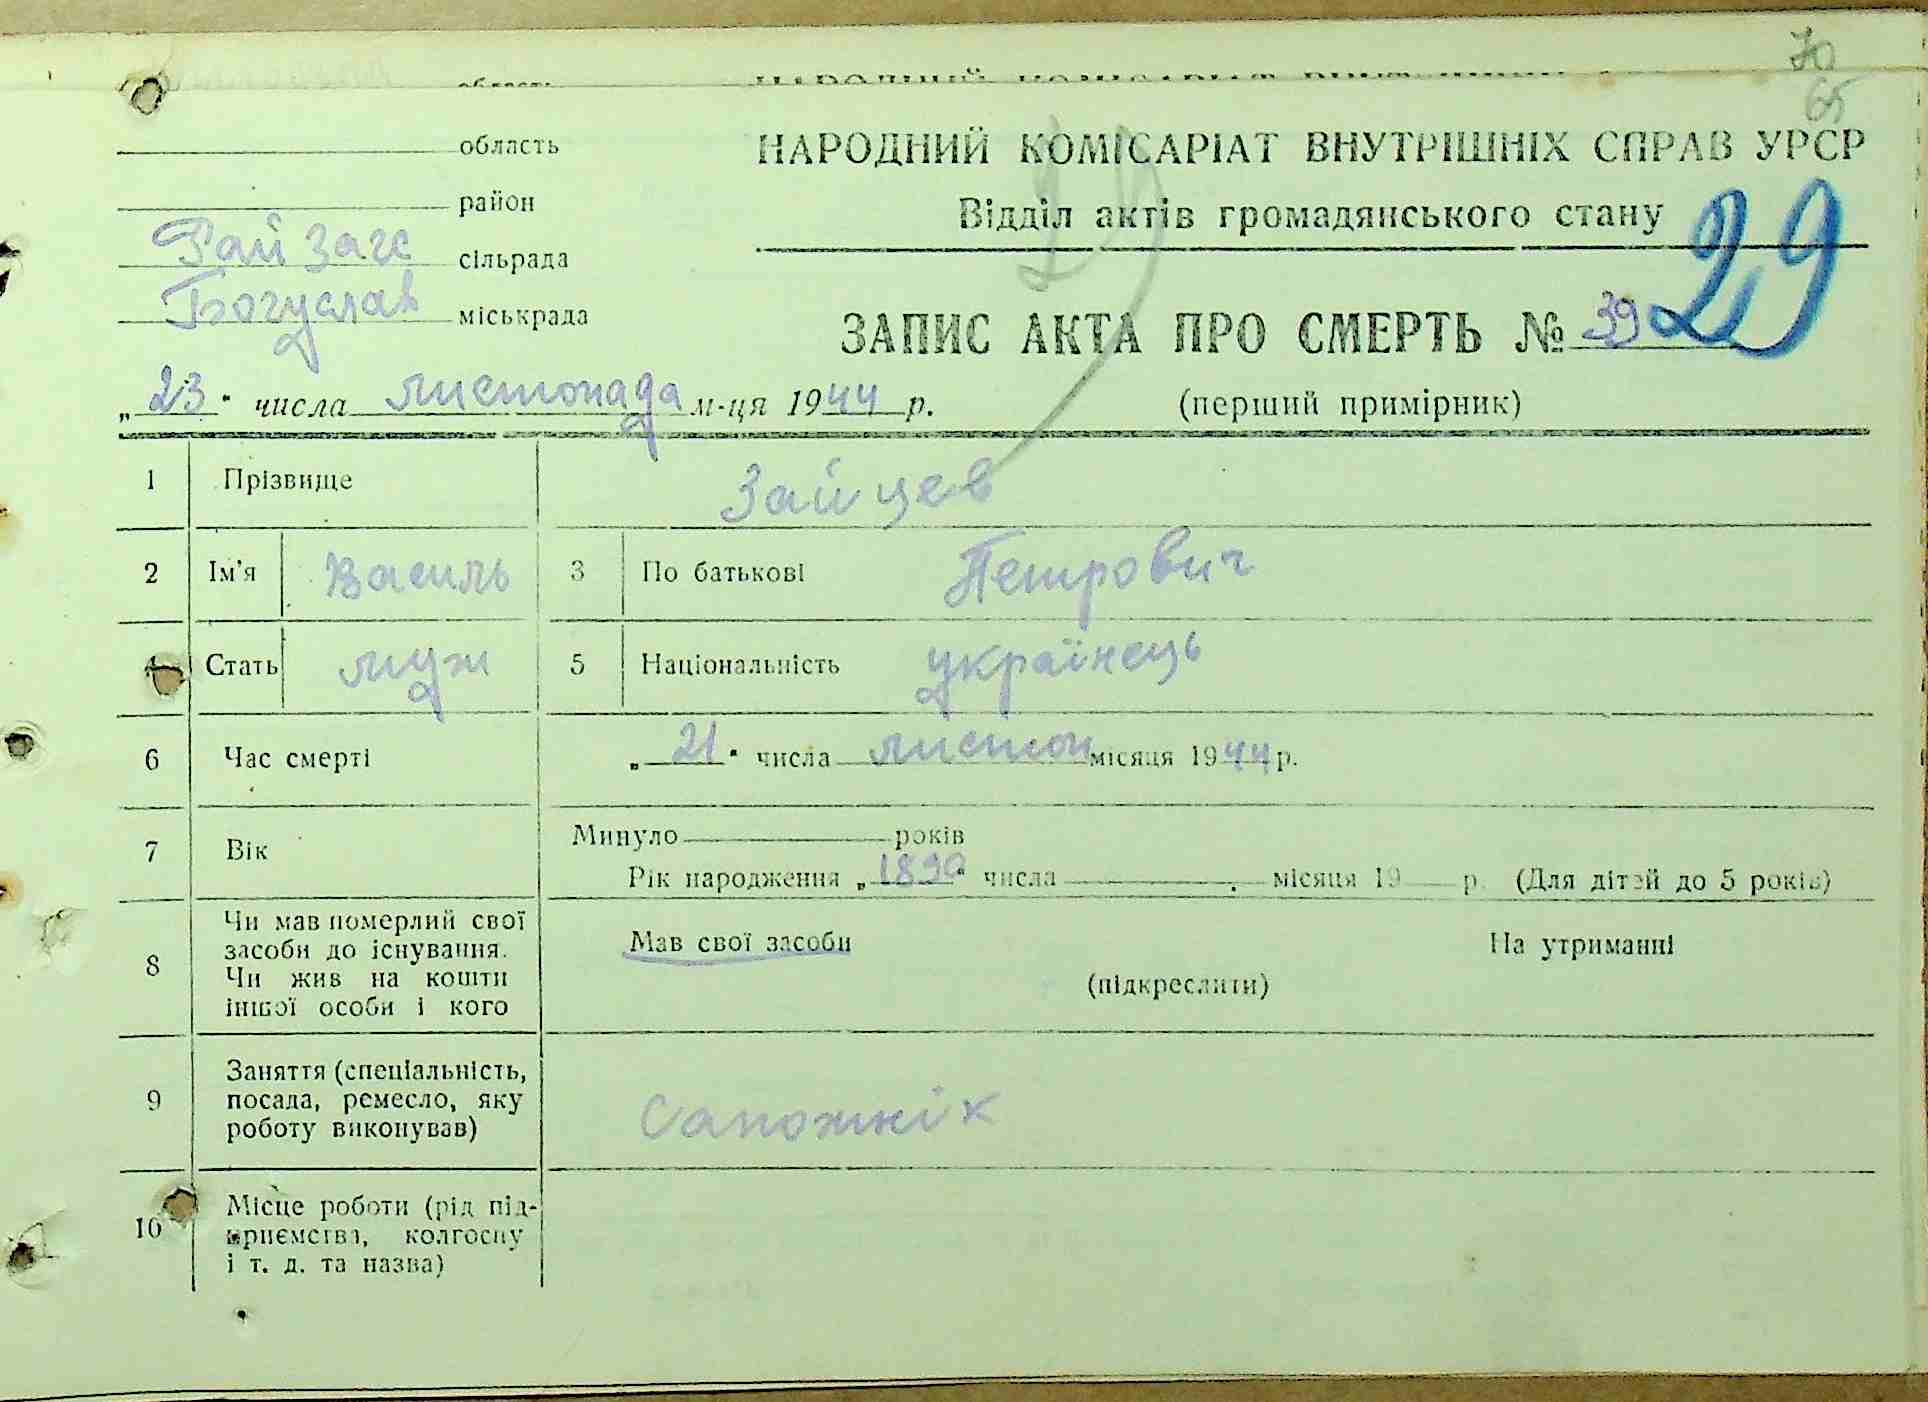 70
65
область
НАРОДНИЙ КОМІСАРІАТ ВНУТРІШНІХ СПРАВ УРСР
область
район
Відділ актів громадянського стану
Рай Загс сільрада
Богуслав міськрада
29
29
ЗАПИС АКТА ПРО СМЕРТЬ № 39
„23" числа листопада м-ця 1944 р.
(перший примірник)
1 Прізвище Зайцев
2 Ім'я Василь 3 По батькові Петрович
4 Стать муж 5 Національність українець
6 Час смерті „21" числа листоп місяця 1944 р.
7 Вік Минуло років
Рік народження „1890" числа місяця 19 р. (Для дітей до 5 років)
8 Чи мав померлий свої
засоби до існування.
Чи жив на кошти
іншої особи і кого
Мав свої засоби На утриманні
(підкреслити)
9 Заняття (спеціальність,
посада, ремесло, яку
роботу виконував)
Сапожнік
10 Місце роботи (рід під-
приємства, колгоспу
і т. д. та назва)